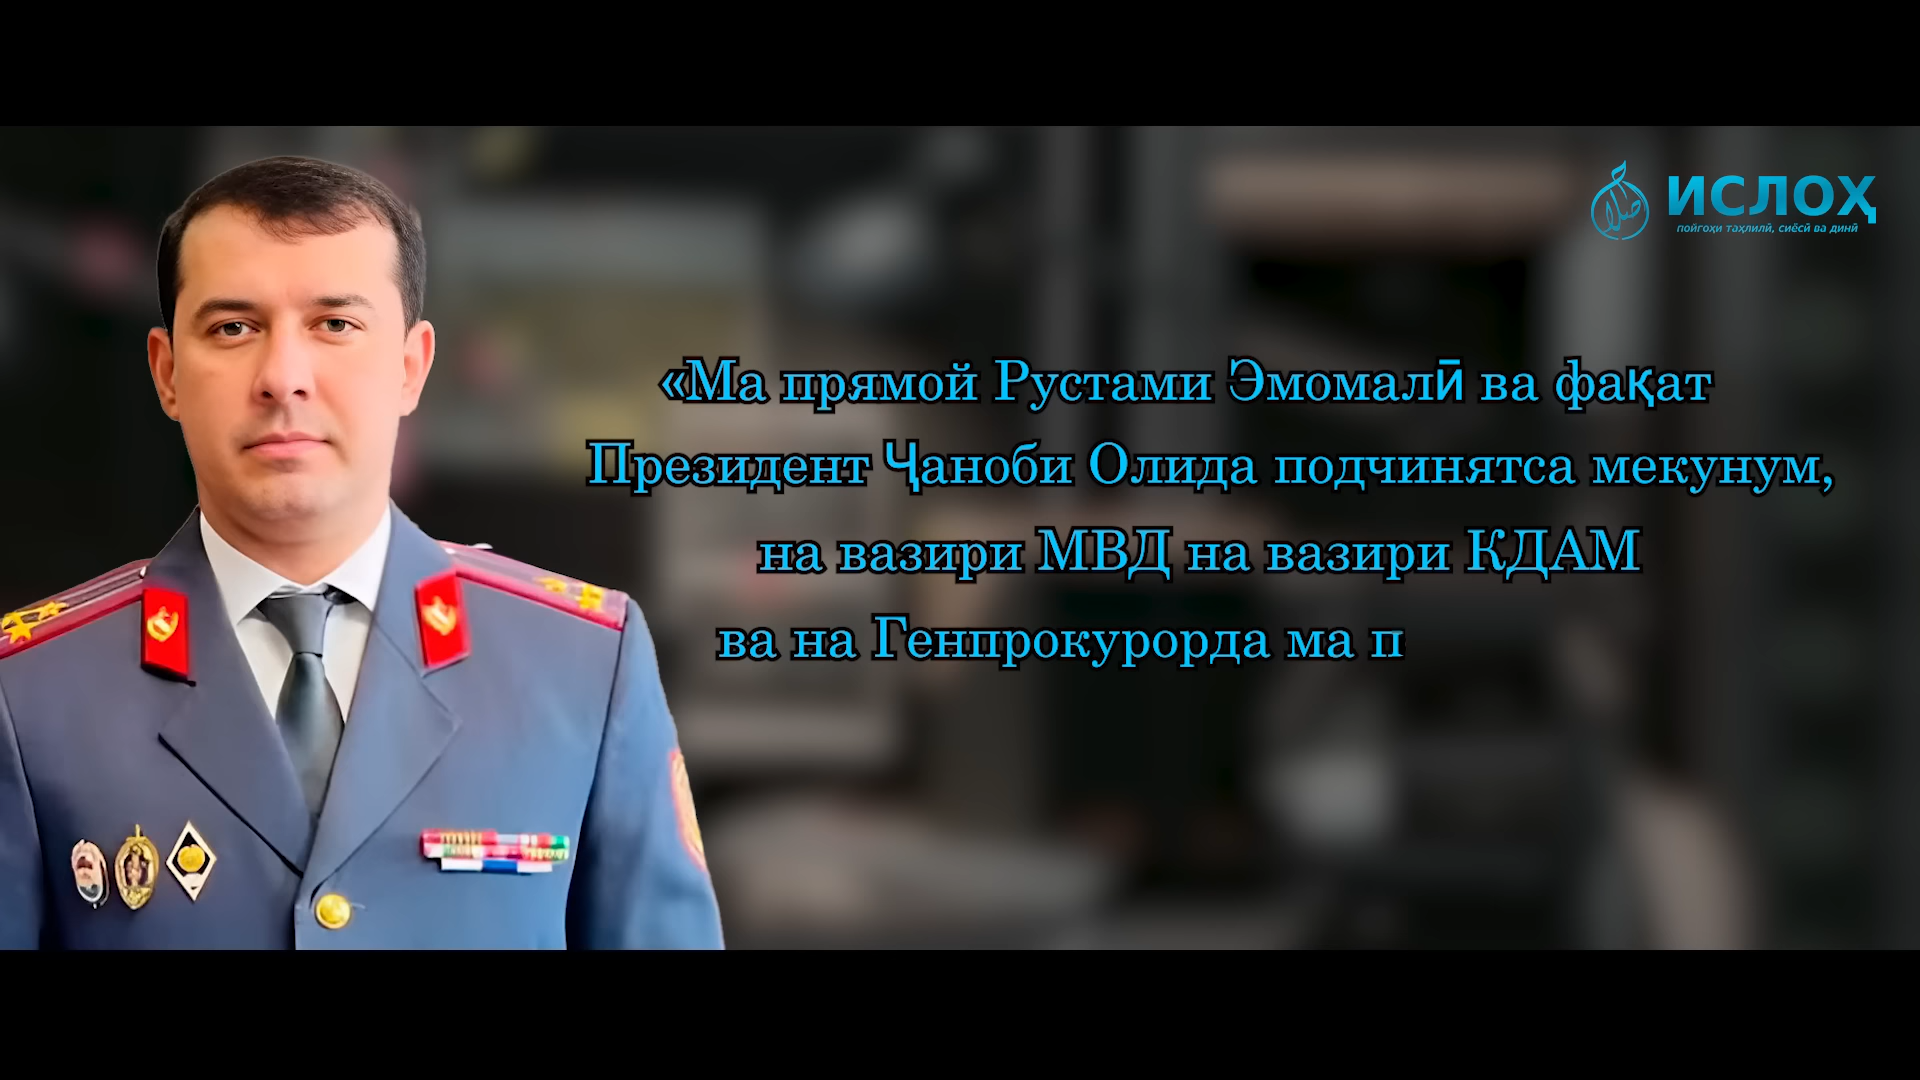 ИСЛОҲ
пойгоҳи таҳлилӣ, сиёсӣ ва динӣ
«Ма прямой Рустами Эмомалӣ ва фақат
Президент Ҷаноби Олида подчинятса мекунум,
на вазири МВД на вазири КДАМ
ва на Генпрокурорда ма п